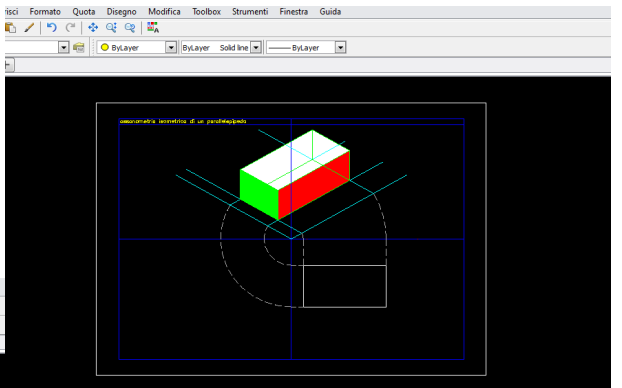 risci Formato Quota Disegno Modifica Toolbox Strumenti Finestra Guida
ByLayer ByLayer Solid line ByLayer
assonometria isometrica di un parallelepipedo